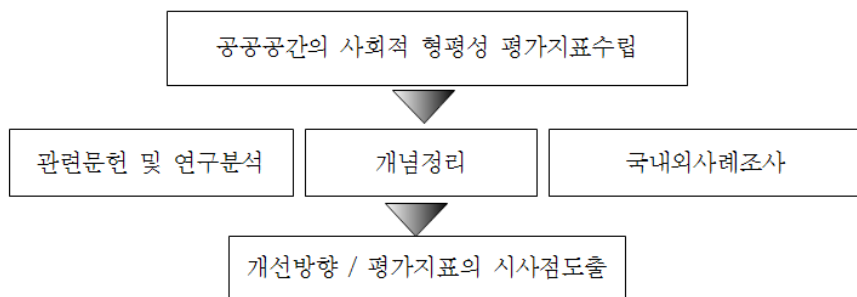 공공공간의 사회적 형평성 평가지표수립
관련문헌 및 연구분석
개념정리
국내외사례조사
개선방향 / 평가지표의 시사점도출